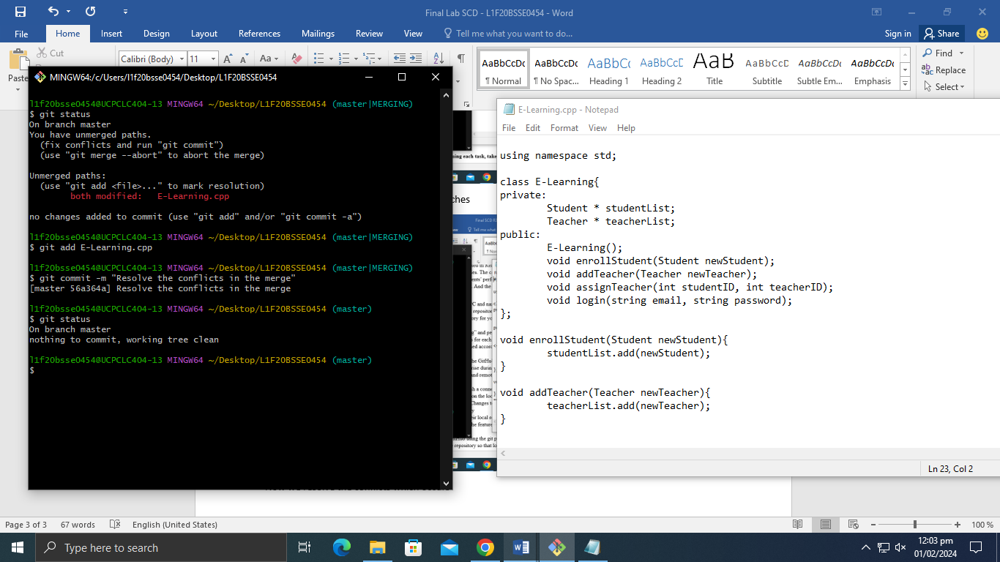 Final Lab SCD - L1F20BSSE0454 - Word
File Home Insert Design Layout References Mailings Review View Tell me what you want to do... Sign in Share
Cut
Paste
Calibri (Body) 11
AaBbCcDc AaBbCcDc AaBbCc AaBbCcD AaB AaBbCcC AaBbCcD AaBbCcDc
¶ Normal ¶ No Spac... Heading 1 Heading 2 Title Subtitle Subtle Em... Emphasis
Find
Replace
Select
MINGW64:/c/Users/l1f20bsse0454/Desktop/L1F20BSSE0454
l1f20bsse0454@UCPCLC404-13 MINGW64 ~/Desktop/L1F20BSSE0454 (master|MERGING)
$ git status
On branch master
You have unmerged paths.
(fix conflicts and run "git commit")
(use "git merge --abort" to abort the merge)
Unmerged paths:
(use "git add <file>..." to mark resolution)
both modified: E-Learning.cpp
no changes added to commit (use "git add" and/or "git commit -a")
l1f20bsse0454@UCPCLC404-13 MINGW64 ~/Desktop/L1F20BSSE0454 (master|MERGING)
$ git add E-Learning.cpp
l1f20bsse0454@UCPCLC404-13 MINGW64 ~/Desktop/L1F20BSSE0454 (master|MERGING)
$ git commit -m "Resolve the conflicts in the merge"
[master 56a364a] Resolve the conflicts in the merge
l1f20bsse0454@UCPCLC404-13 MINGW64 ~/Desktop/L1F20BSSE0454 (master)
$ git status
On branch master
nothing to commit, working tree clean
l1f20bsse0454@UCPCLC404-13 MINGW64 ~/Desktop/L1F20BSSE0454 (master)
$
E-Learning.cpp - Notepad
File Edit Format View Help
using namespace std;
class E-Learning{
private:
Student * studentList;
Teacher * teacherList;
public:
E-Learning();
void enrollStudent(Student newStudent);
void addTeacher(Teacher newTeacher);
void assignTeacher(int studentID, int teacherID);
void login(string email, string password);
};
void enrollStudent(Student newStudent){
studentList.add(newStudent);
}
void addTeacher(Teacher newTeacher){
teacherList.add(newTeacher);
}
Ln 23, Col 2
Page 3 of 3 67 words English (United States) 100 %
Type here to search
12:03 pm
01/02/2024